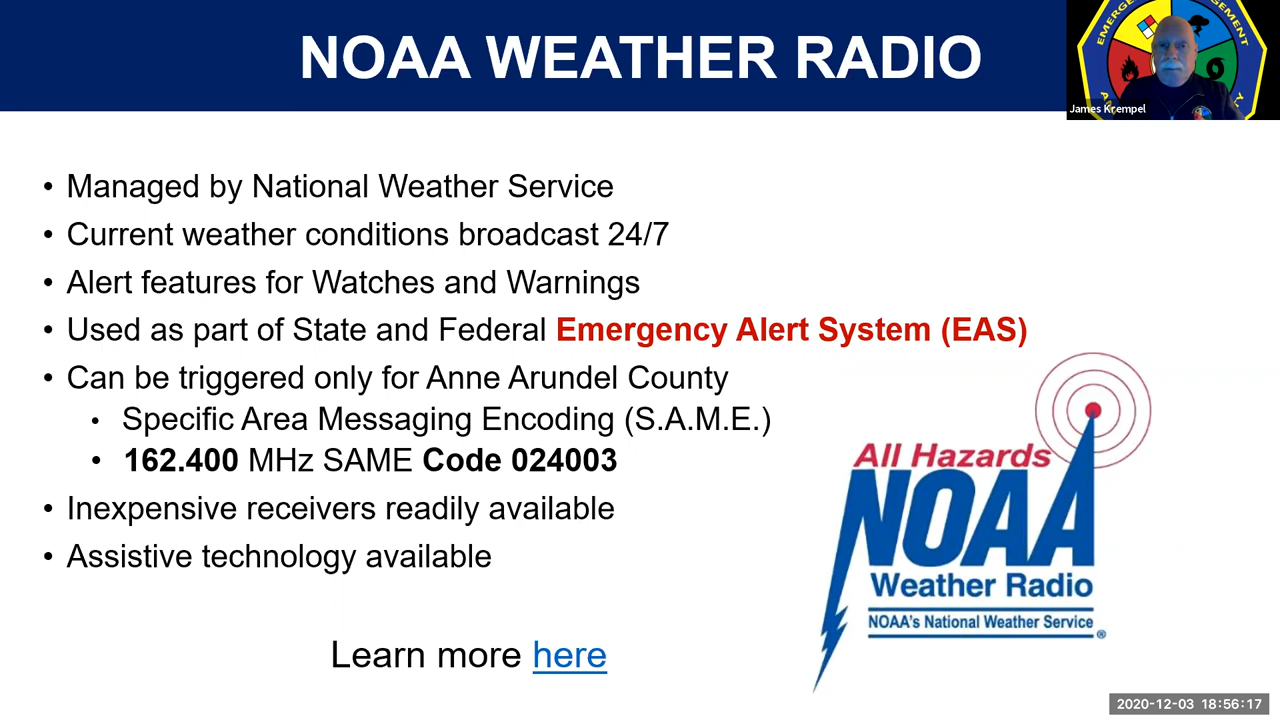 NOAA WEATHER RADIO
James Krempel
• Managed by National Weather Service
• Current weather conditions broadcast 24/7
• Alert features for Watches and Warnings
• Used as part of State and Federal Emergency Alert System (EAS)
• Can be triggered only for Anne Arundel County
• Specific Area Messaging Encoding (S.A.M.E.)
• 162.400 MHz SAME Code 024003
• Inexpensive receivers readily available
• Assistive technology available
All Hazards
NOAA
Weather Radio
NOAA's National Weather Service
®
Learn more here
2020-12-03 18:56:17